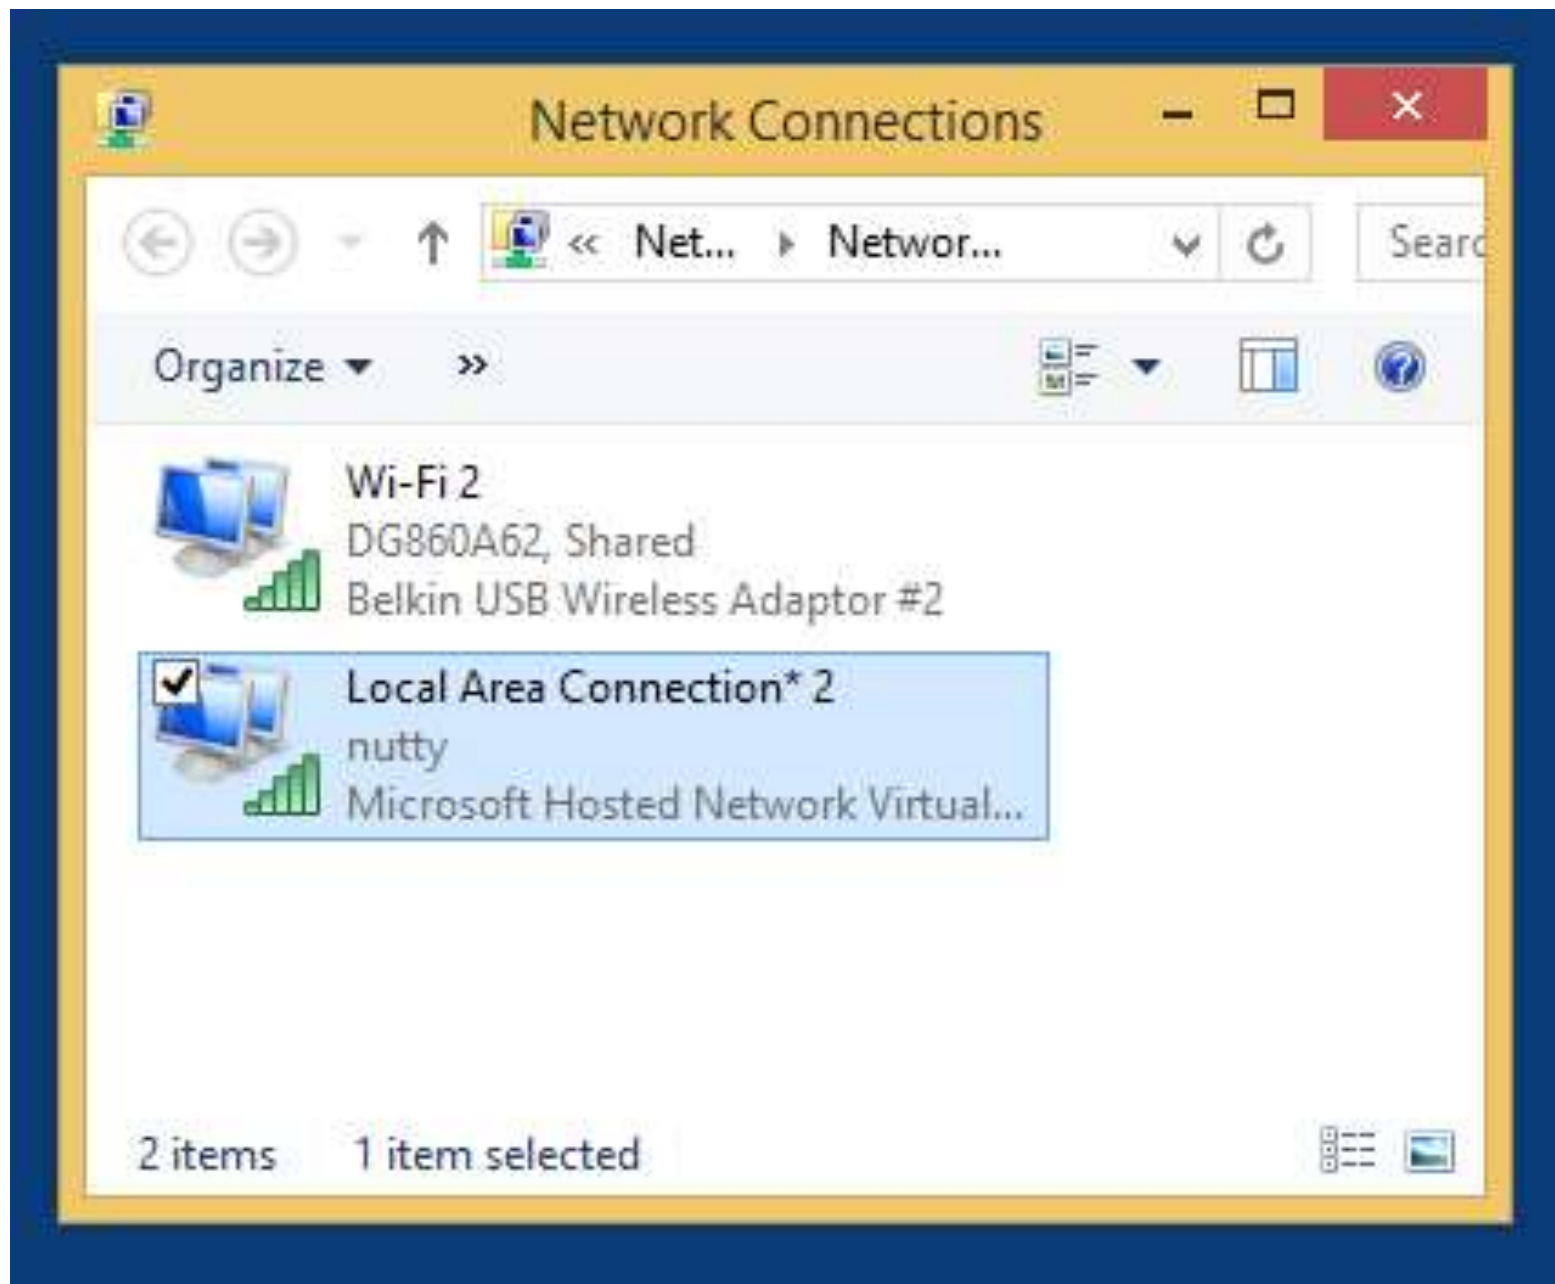 Network Connections
« Net... Networ... Searc
Organize »
Wi-Fi 2
DG860A62, Shared
Belkin USB Wireless Adaptor #2
Local Area Connection* 2
nutty
Microsoft Hosted Network Virtual...
2 items 1 item selected